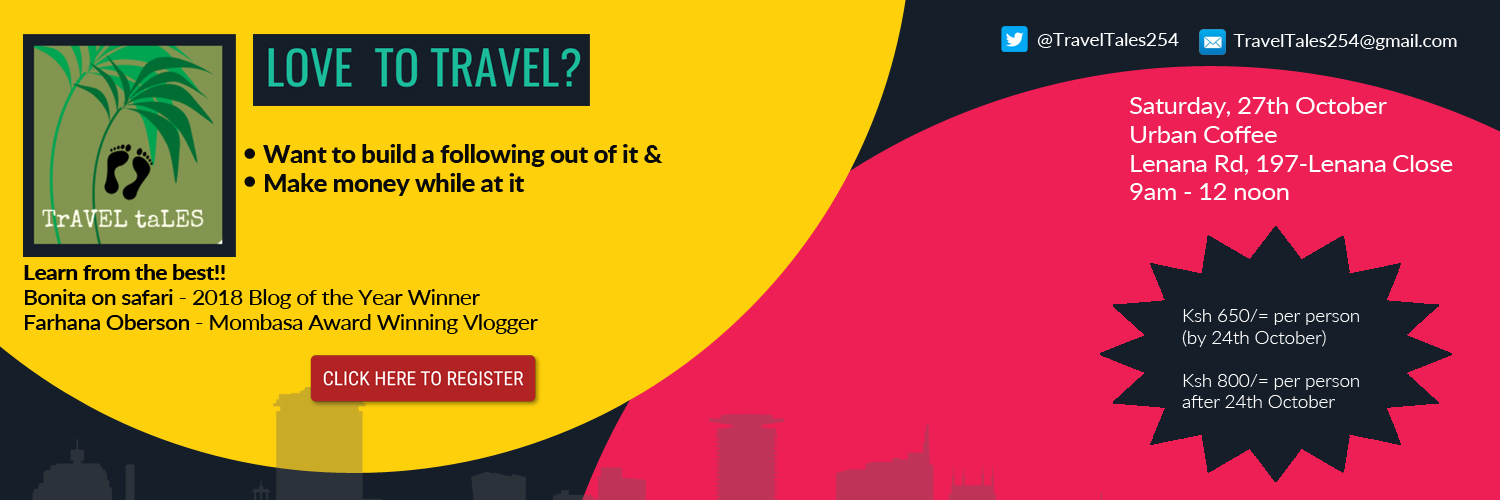 LOVE TO TRAVEL?
TrAVEL taLES
• Want to build a following out of it &
• Make money while at it
Learn from the best!!
Bonita on safari - 2018 Blog of the Year Winner
Farhana Oberson - Mombasa Award Winning Vlogger
CLICK HERE TO REGISTER
@TravelTales254
TravelTales254@gmail.com
Saturday, 27th October
Urban Coffee
Lenana Rd, 197-Lenana Close
9am - 12 noon
Ksh 650/= per person
(by 24th October)
Ksh 800/= per person
after 24th October